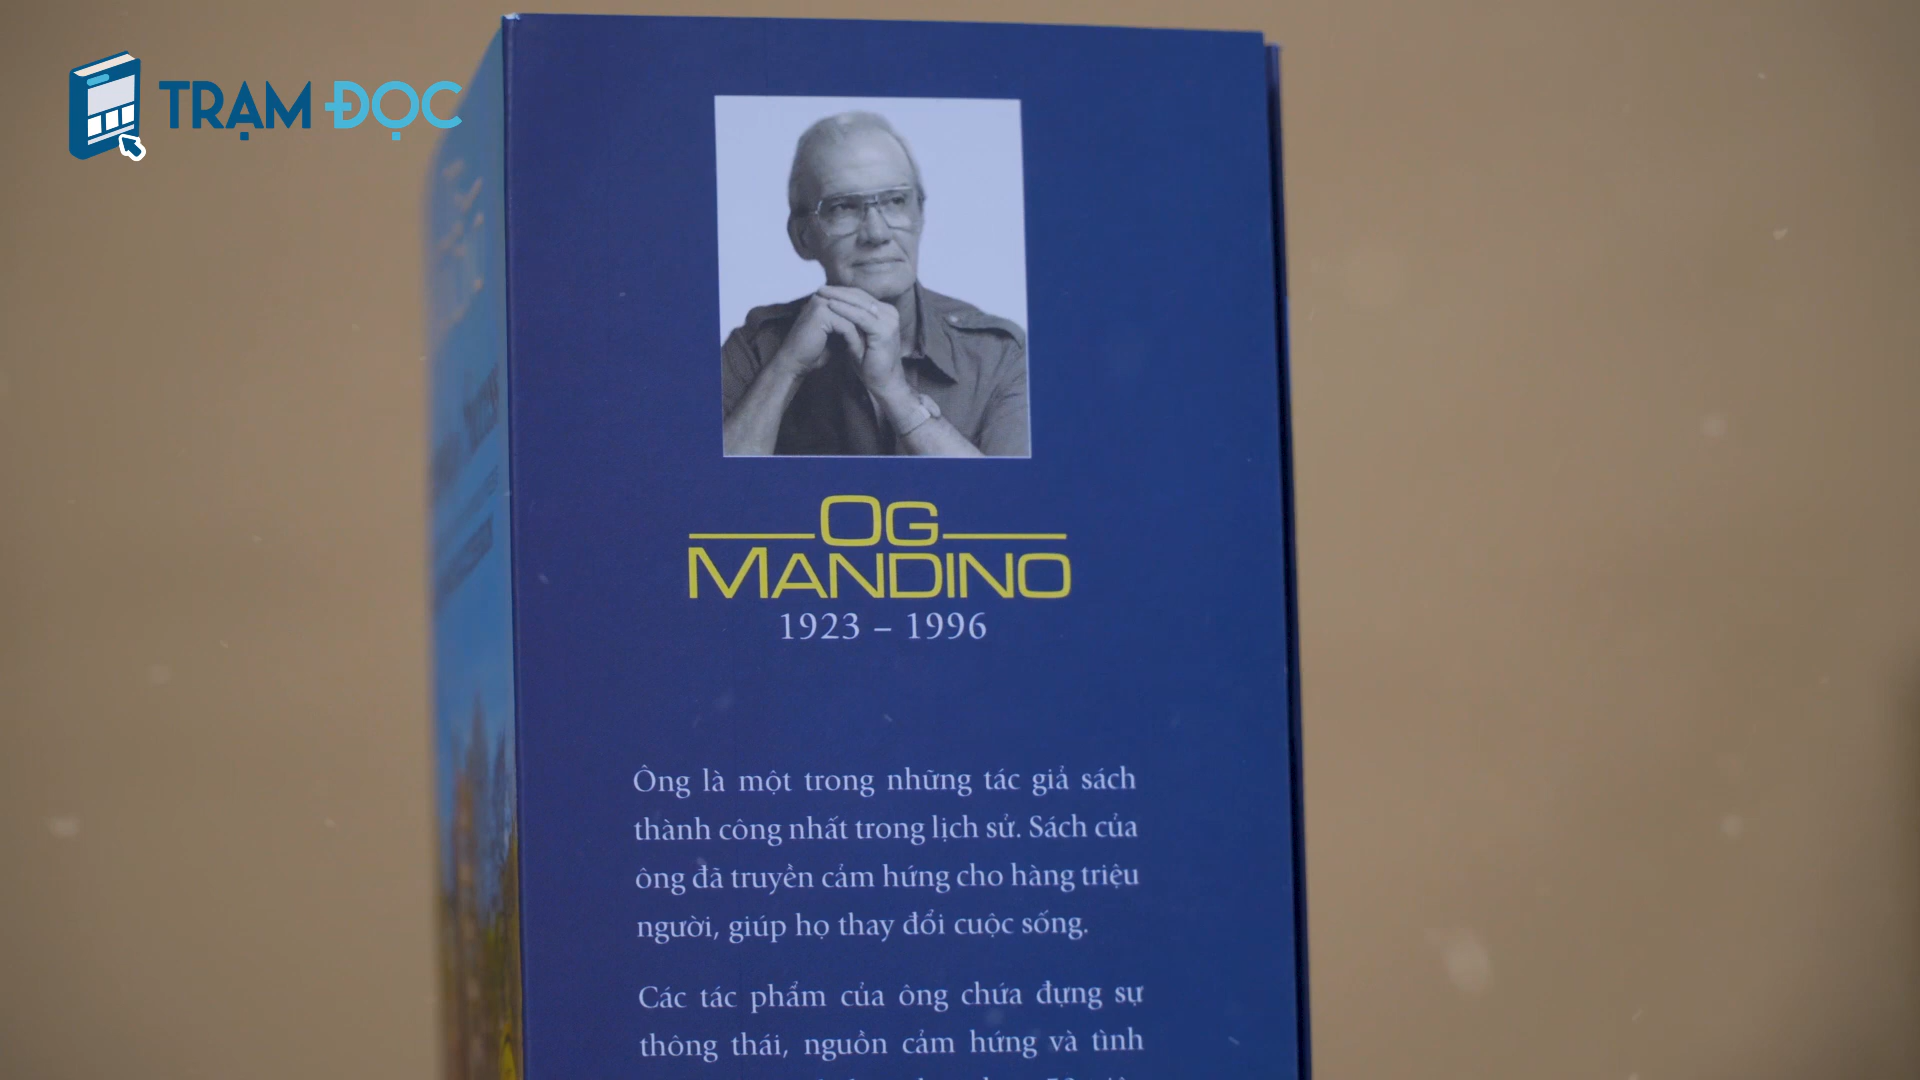 TRẠM ĐỌC
OG
MANDINO
1923 – 1996
Ông là một trong những tác giả sách
thành công nhất trong lịch sử. Sách của
ông đã truyền cảm hứng cho hàng triệu
người, giúp họ thay đổi cuộc sống.
Các tác phẩm của ông chứa đựng sự
thông thái, nguồn cảm hứng và tình